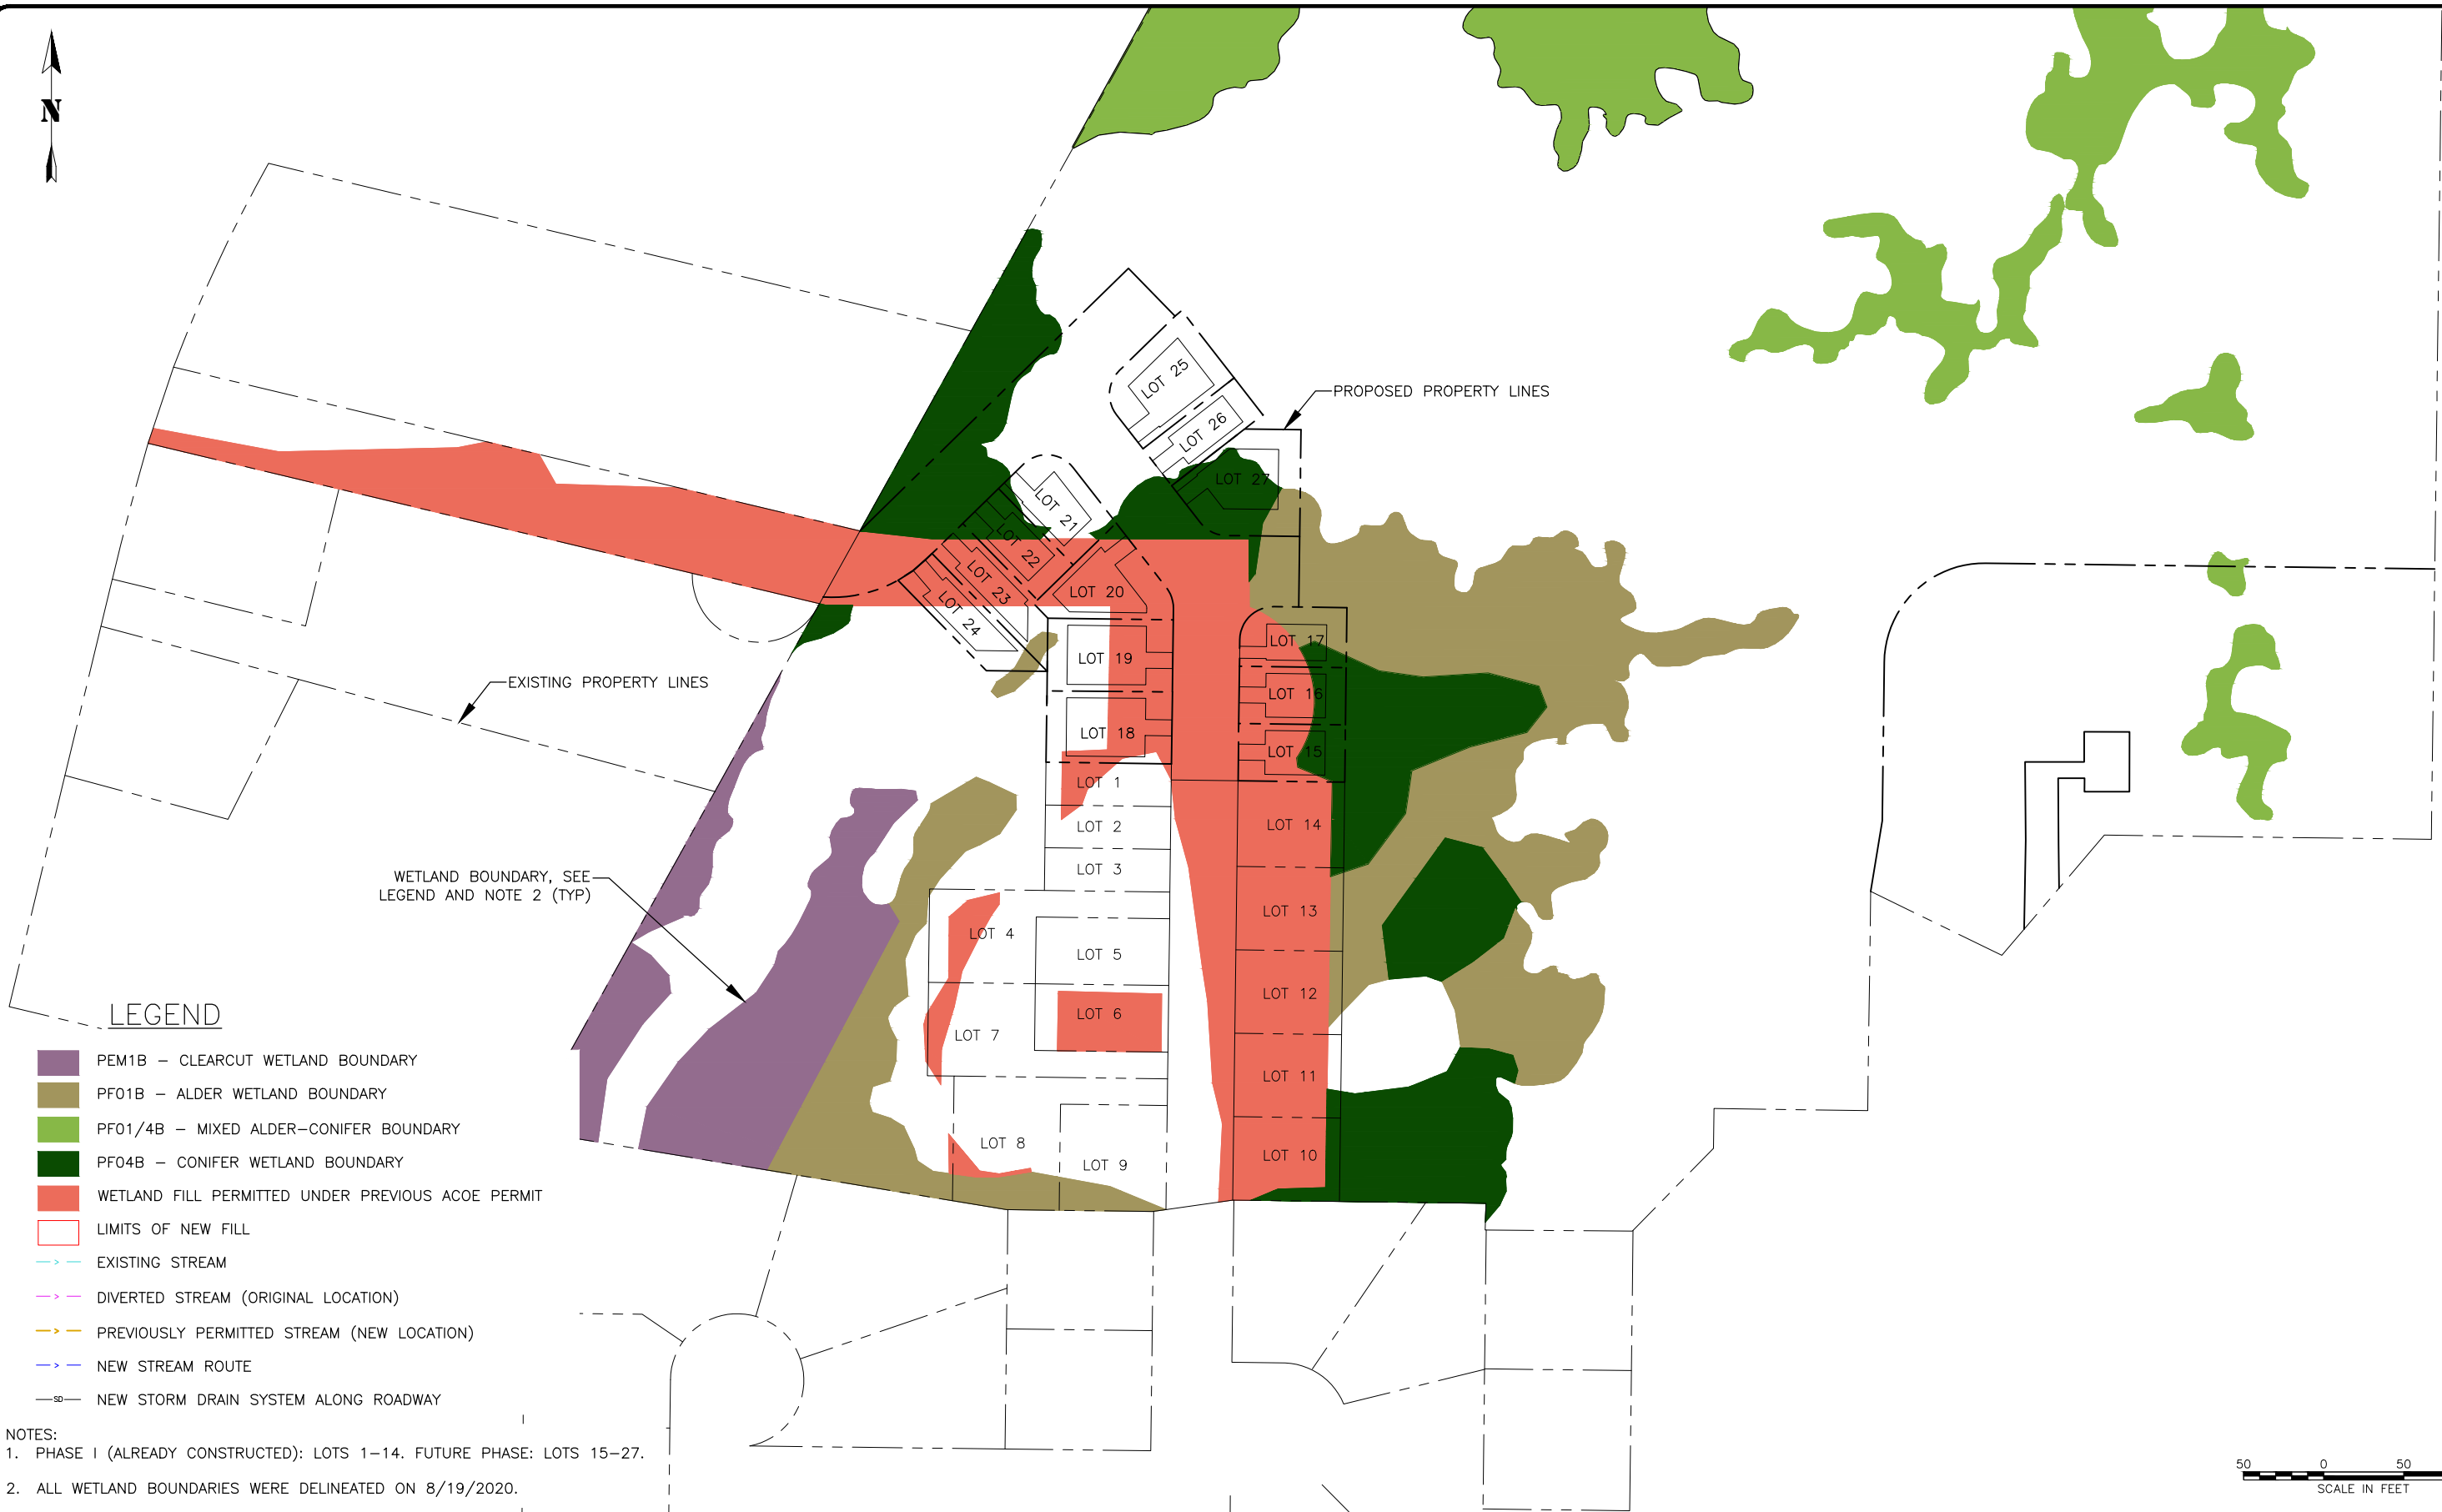 N
LOT 25
PROPOSED PROPERTY LINES
LOT 26
LOT 27
LOT 21
LOT 22
LOT 23
LOT 20
LOT 24
LOT 17
LOT 19
EXISTING PROPERTY LINES
LOT 16
LOT 18
LOT 15
LOT 1
LOT 2
LOT 14
LOT 3
WETLAND BOUNDARY, SEE
LEGEND AND NOTE 2 (TYP)
LOT 4
LOT 13
LOT 5
LOT 12
LOT 6
LOT 7
LOT 11
LOT 8
LOT 9
LOT 10
LEGEND
PEM1B – CLEARCUT WETLAND BOUNDARY
PF01B – ALDER WETLAND BOUNDARY
PF01/4B – MIXED ALDER-CONIFER BOUNDARY
PF04B – CONIFER WETLAND BOUNDARY
WETLAND FILL PERMITTED UNDER PREVIOUS ACOE PERMIT
LIMITS OF NEW FILL
EXISTING STREAM
DIVERTED STREAM (ORIGINAL LOCATION)
PREVIOUSLY PERMITTED STREAM (NEW LOCATION)
NEW STREAM ROUTE
SD NEW STORM DRAIN SYSTEM ALONG ROADWAY
NOTES:
1. PHASE I (ALREADY CONSTRUCTED): LOTS 1–14. FUTURE PHASE: LOTS 15–27.
2. ALL WETLAND BOUNDARIES WERE DELINEATED ON 8/19/2020.
50 0 50
SCALE IN FEET